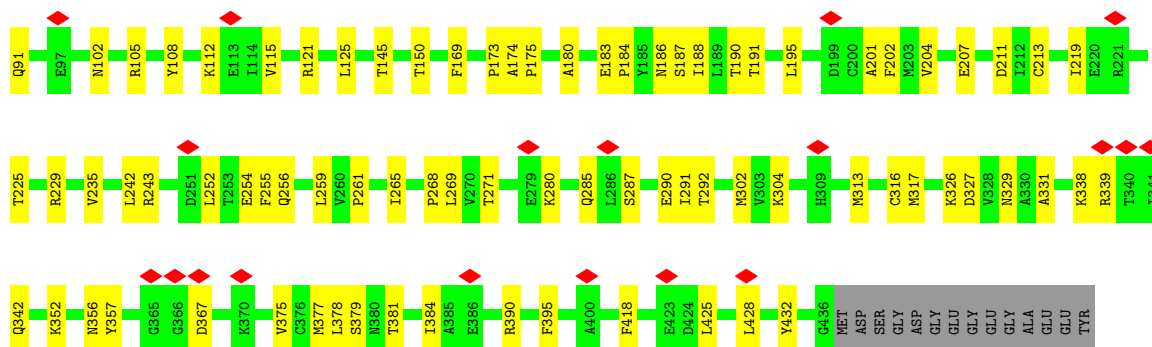 Q91 E97 N102 R105 Y108 K112 E113 I114 V115 R121 L125 T145 T150 F169 P173 A174 P175 A180 E183 P184 Y185 N186 S187 I188 L189 T190 T191 L195 D199 C200 A201 F202 M203 V204 E207 D211 I212 C213 I219 E220 R221
T225 R229 V235 L242 R243 D251 L252 T253 E254 F255 Q256 L259 V260 P261 I265 P268 L269 V270 T271 E279 K280 Q285 L286 S287 E290 I291 T292 M302 V303 K304 H309 M313 C316 M317 K326 D327 V328 N329 A330 A331 K338 R339 T340 I341
Q342 K352 N356 Y357 G365 G366 D367 K370 V375 C376 M377 L378 S379 N380 T381 I384 A385 E386 R390 F395 A400 F418 E423 D424 L425 L428 Y432 G436 MET ASP SER GLY ASP GLY GLU GLY GLU GLY ALA GLU GLU TYR